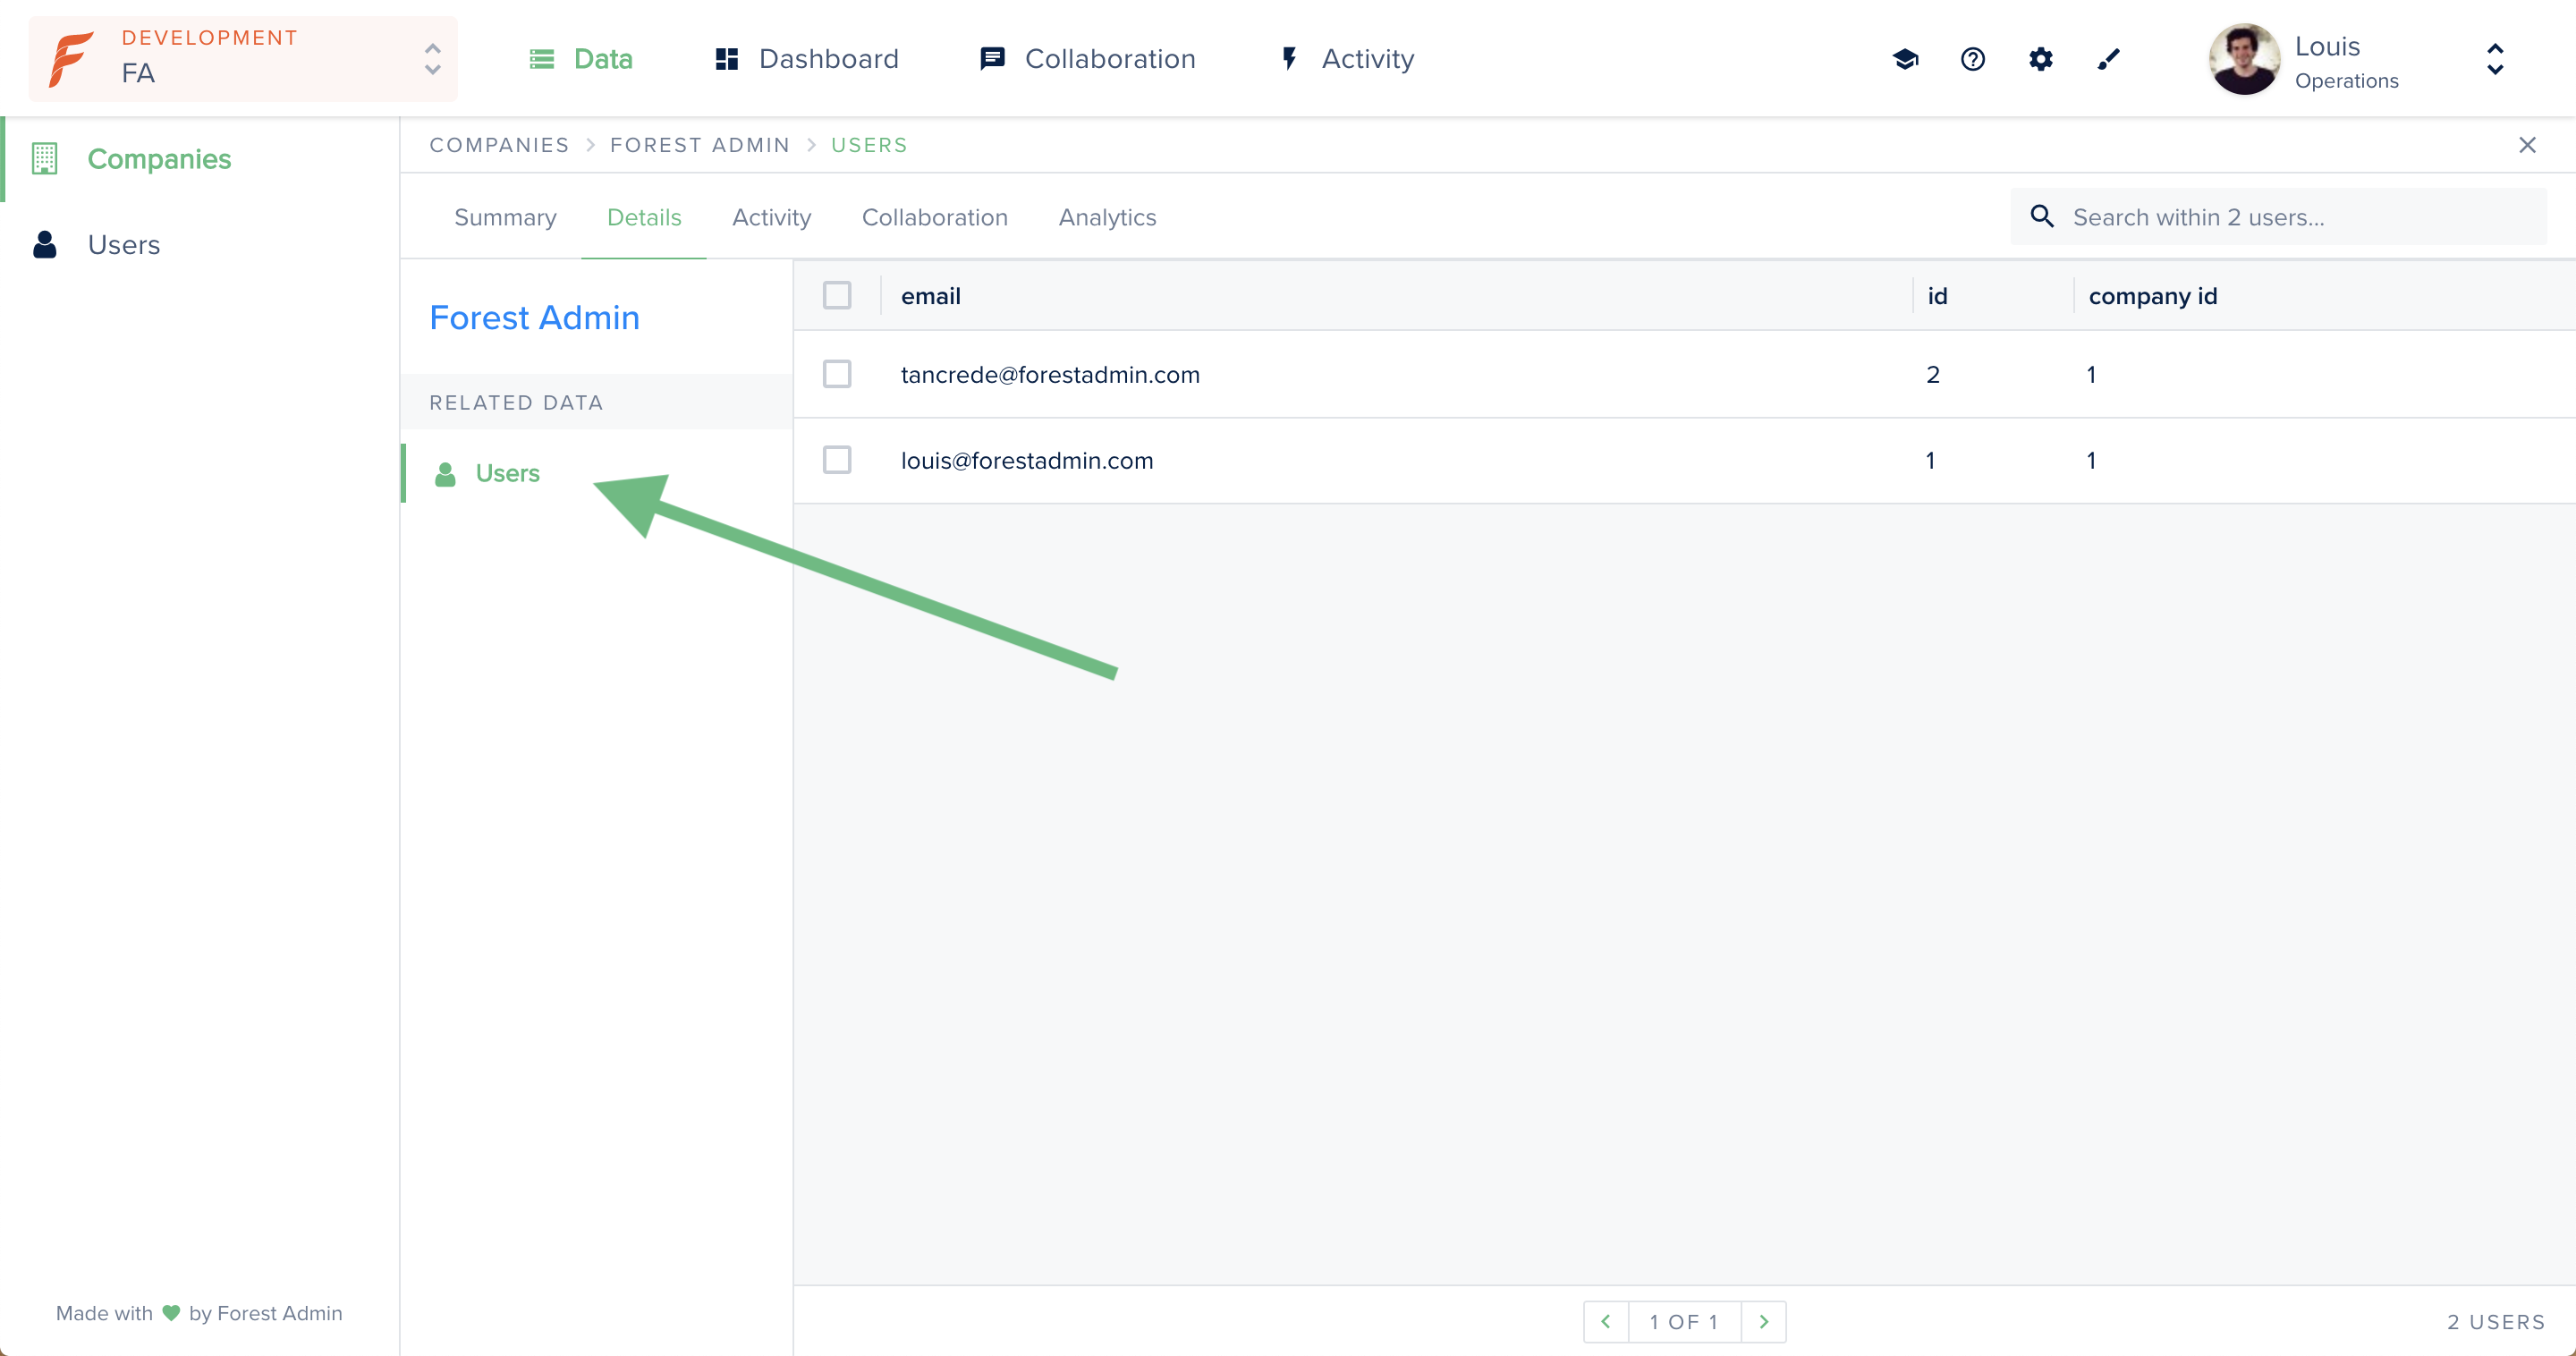 DEVELOPMENT
FA
Data
Dashboard
Collaboration
Activity
Louis
Operations
Companies
Users
COMPANIES > FOREST ADMIN > USERS
Summary
Details
Activity
Collaboration
Analytics
Search within 2 users...
Forest Admin
RELATED DATA
Users
email id company id
tancrede@forestadmin.com 2 1
louis@forestadmin.com 1 1
Made with ♥ by Forest Admin
1 OF 1
2 USERS